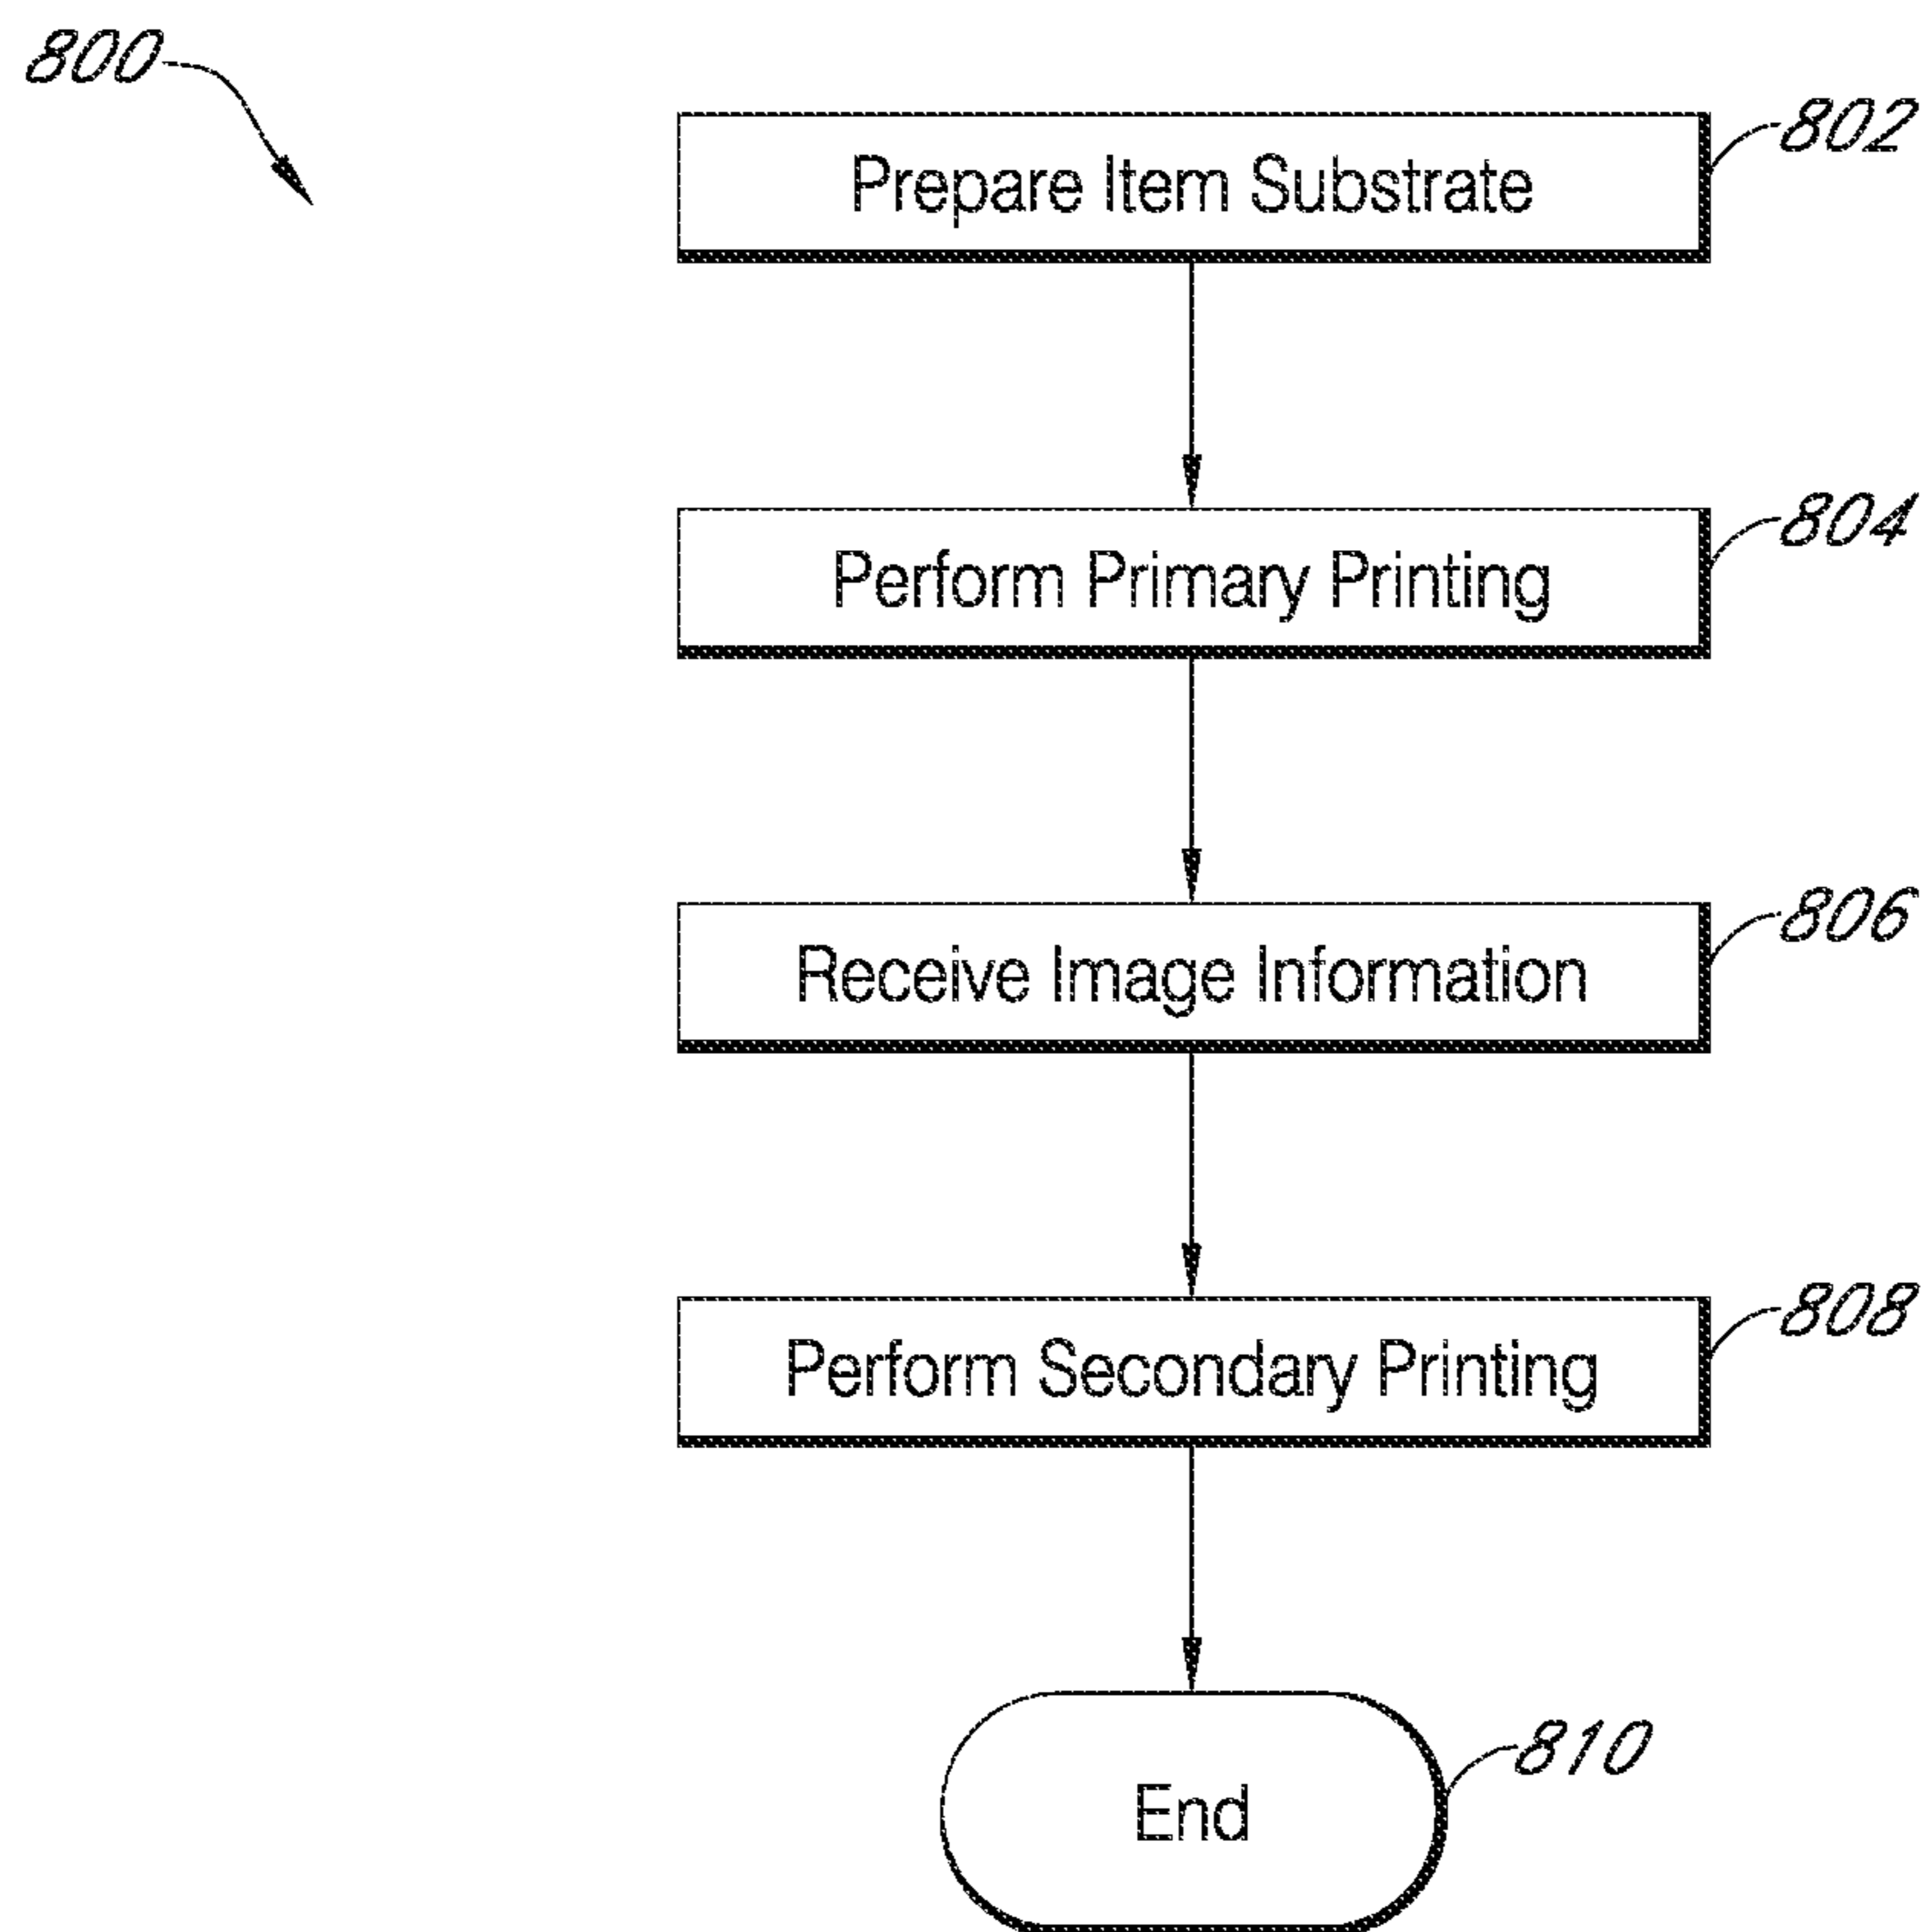 800
Prepare Item Substrate
802
Perform Primary Printing
804
Receive Image Information
806
Perform Secondary Printing
808
End
810